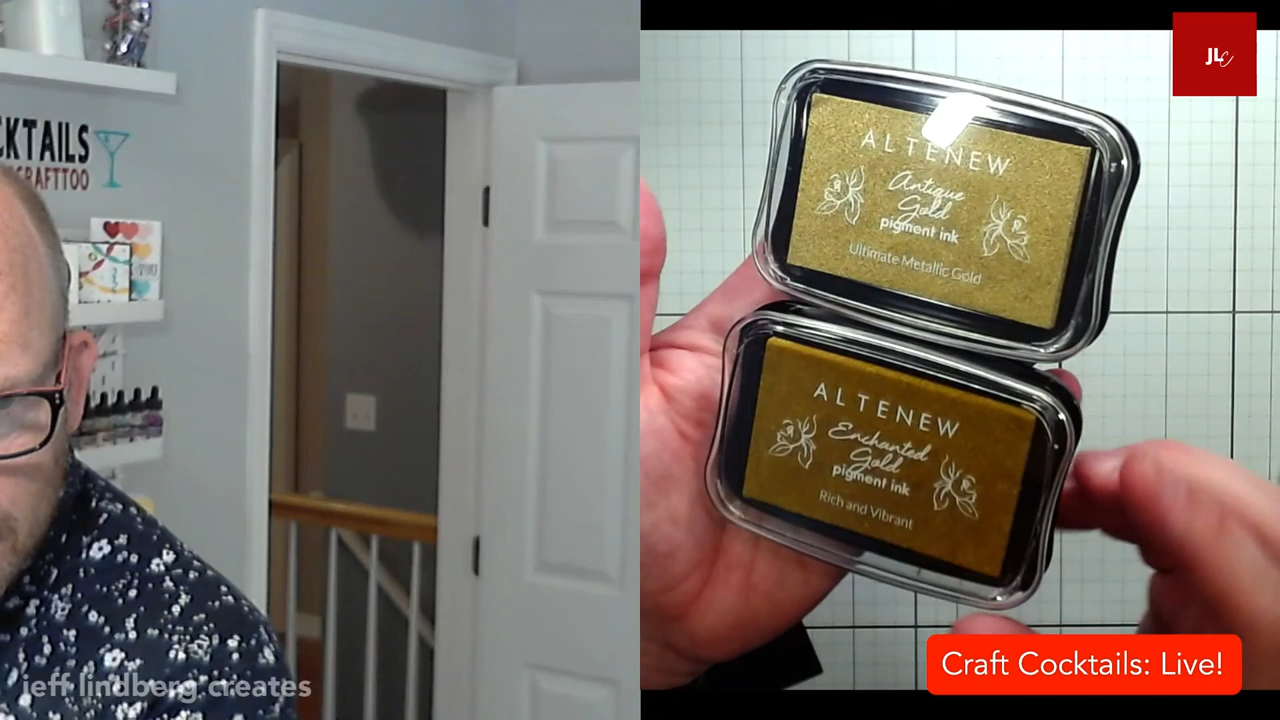 CKTAILS
CRAFTTOO
jeff lindberg creates
JLC
ALTENEW
Antique
Gold
pigment ink
Ultimate Metallic Gold
ALTENEW
Enchanted
Gold
pigment ink
Rich and Vibrant
Craft Cocktails: Live!